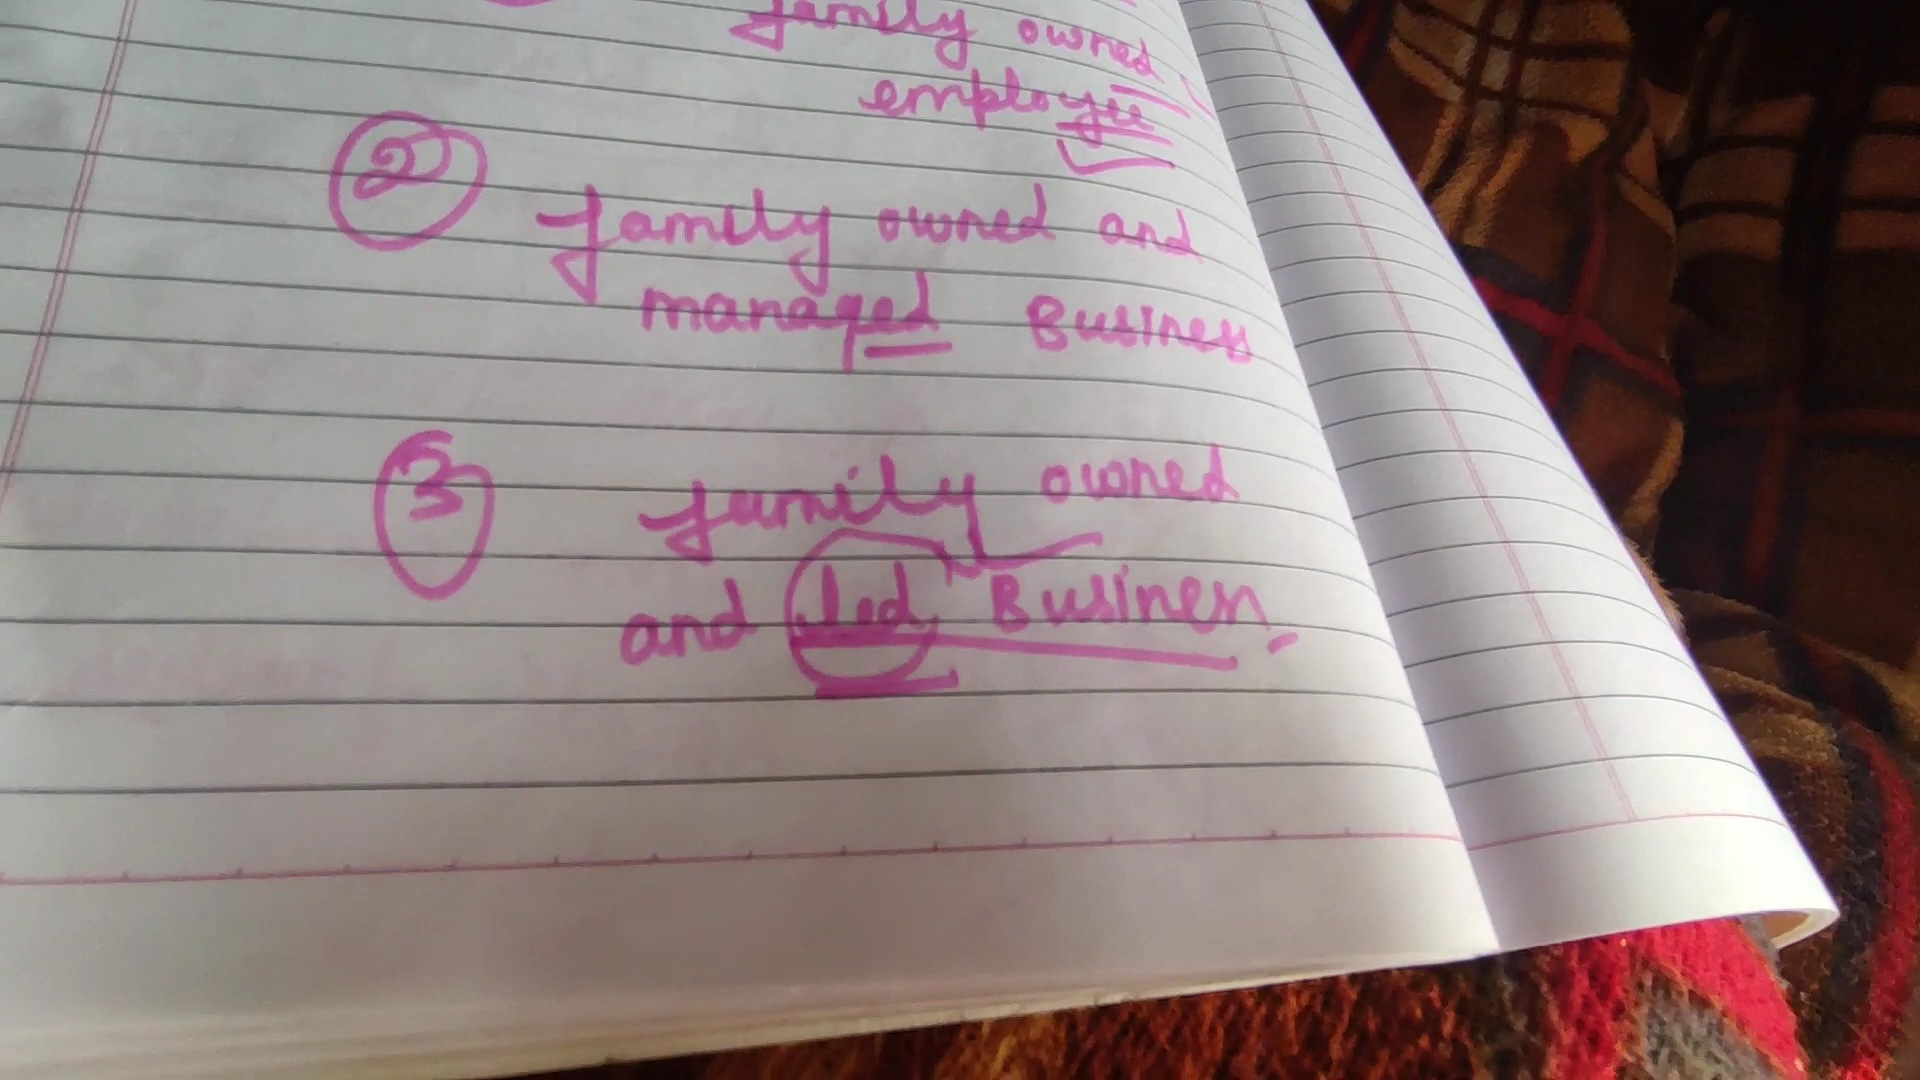 family owned
employee
2 family owned and
managed Business
3 family owned
and led Business.